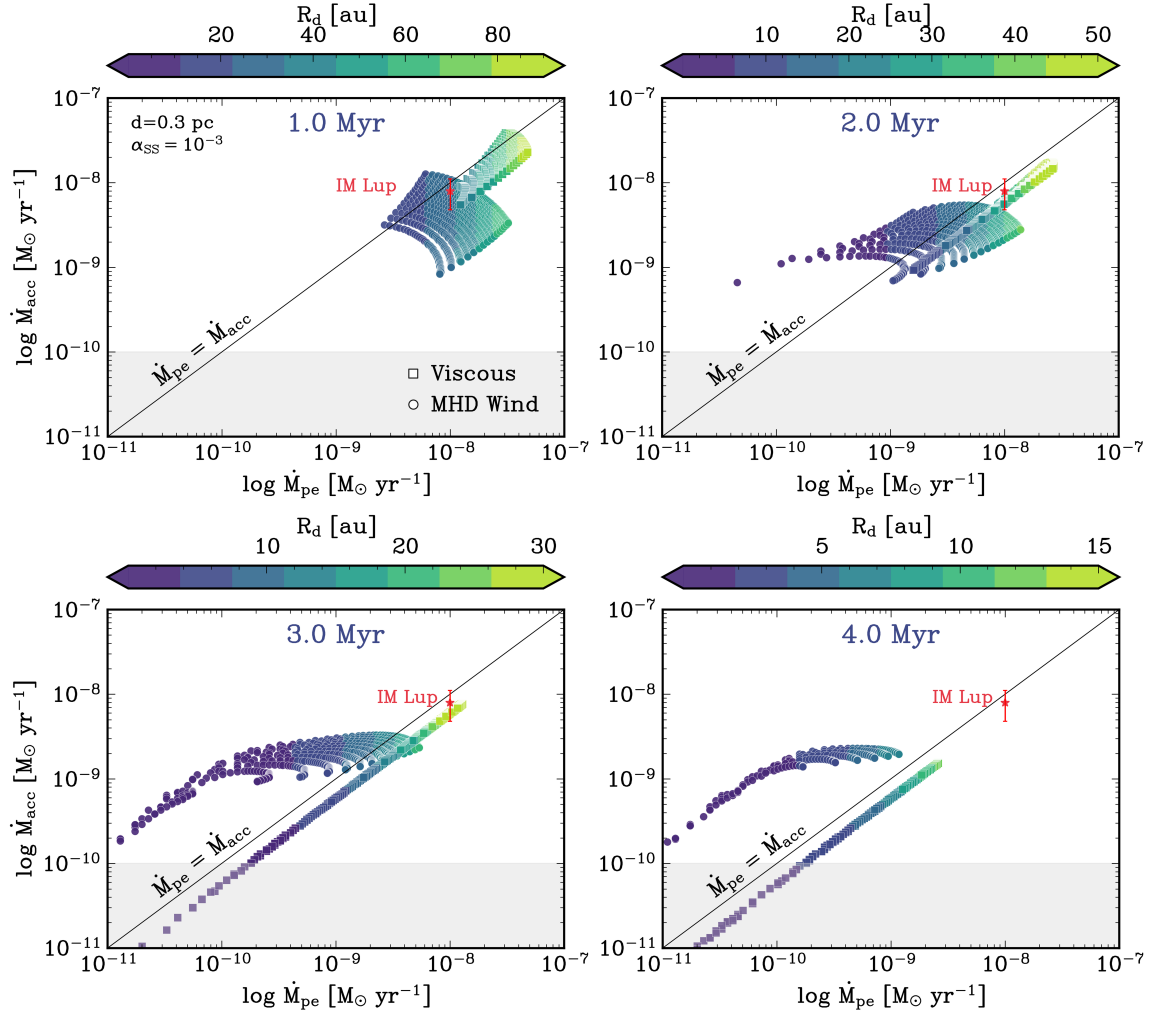 R_d [au]
20 40 60 80
10⁻⁷
10⁻⁸
10⁻⁹
10⁻¹⁰
10⁻¹¹
log Ṁ_acc [M⊙ yr⁻¹]
d=0.3 pc
α_SS = 10⁻³
1.0 Myr
IM Lup
Ṁ_pe = Ṁ_acc
Viscous
MHD Wind
10⁻¹¹ 10⁻¹⁰ 10⁻⁹ 10⁻⁸ 10⁻⁷
log Ṁ_pe [M⊙ yr⁻¹]
R_d [au]
10 20 30 40 50
10⁻⁷
10⁻⁸
10⁻⁹
10⁻¹⁰
10⁻¹¹
log Ṁ_acc [M⊙ yr⁻¹]
2.0 Myr
IM Lup
Ṁ_pe = Ṁ_acc
10⁻¹¹ 10⁻¹⁰ 10⁻⁹ 10⁻⁸ 10⁻⁷
log Ṁ_pe [M⊙ yr⁻¹]
R_d [au]
10 20 30
10⁻⁷
10⁻⁸
10⁻⁹
10⁻¹⁰
10⁻¹¹
log Ṁ_acc [M⊙ yr⁻¹]
3.0 Myr
IM Lup
Ṁ_pe = Ṁ_acc
10⁻¹¹ 10⁻¹⁰ 10⁻⁹ 10⁻⁸ 10⁻⁷
log Ṁ_pe [M⊙ yr⁻¹]
R_d [au]
5 10 15
10⁻⁷
10⁻⁸
10⁻⁹
10⁻¹⁰
10⁻¹¹
log Ṁ_acc [M⊙ yr⁻¹]
4.0 Myr
IM Lup
Ṁ_pe = Ṁ_acc
10⁻¹¹ 10⁻¹⁰ 10⁻⁹ 10⁻⁸ 10⁻⁷
log Ṁ_pe [M⊙ yr⁻¹]